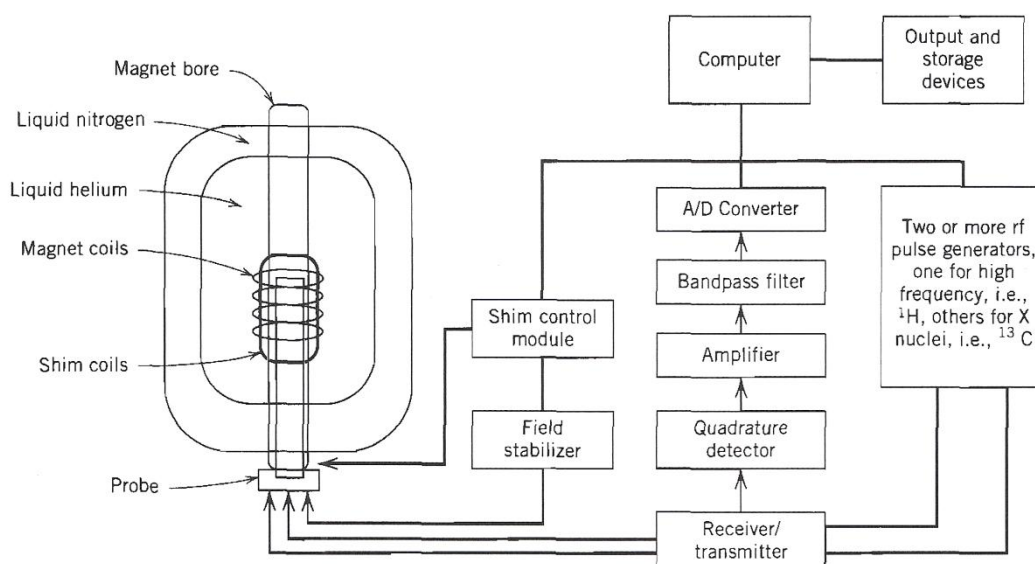 Magnet bore
Liquid nitrogen
Liquid helium
Magnet coils
Shim coils
Probe
Computer
Output and
storage
devices
A/D Converter
Bandpass filter
Amplifier
Quadrature
detector
Receiver/
transmitter
Shim control
module
Field
stabilizer
Two or more rf
pulse generators,
one for high
frequency, i.e.,
¹H, others for X
nuclei, i.e., ¹³ C